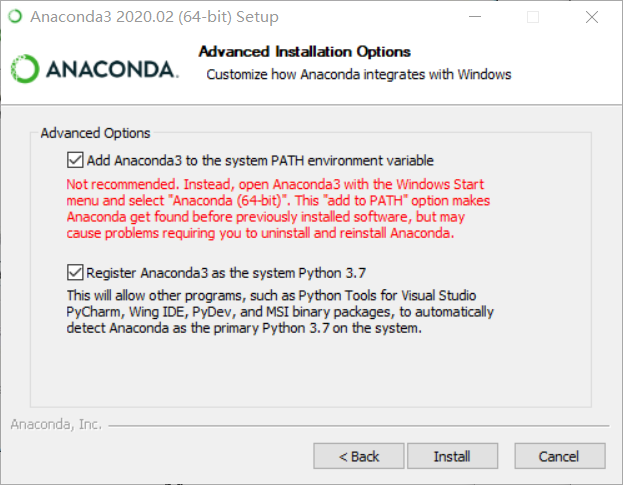 Anaconda3 2020.02 (64-bit) Setup
ANACONDA.
Advanced Installation Options
Customize how Anaconda integrates with Windows
Advanced Options
Add Anaconda3 to the system PATH environment variable
Not recommended. Instead, open Anaconda3 with the Windows Start
menu and select "Anaconda (64-bit)". This "add to PATH" option makes
Anaconda get found before previously installed software, but may
cause problems requiring you to uninstall and reinstall Anaconda.
Register Anaconda3 as the system Python 3.7
This will allow other programs, such as Python Tools for Visual Studio
PyCharm, Wing IDE, PyDev, and MSI binary packages, to automatically
detect Anaconda as the primary Python 3.7 on the system.
Anaconda, Inc.
< Back
Install
Cancel